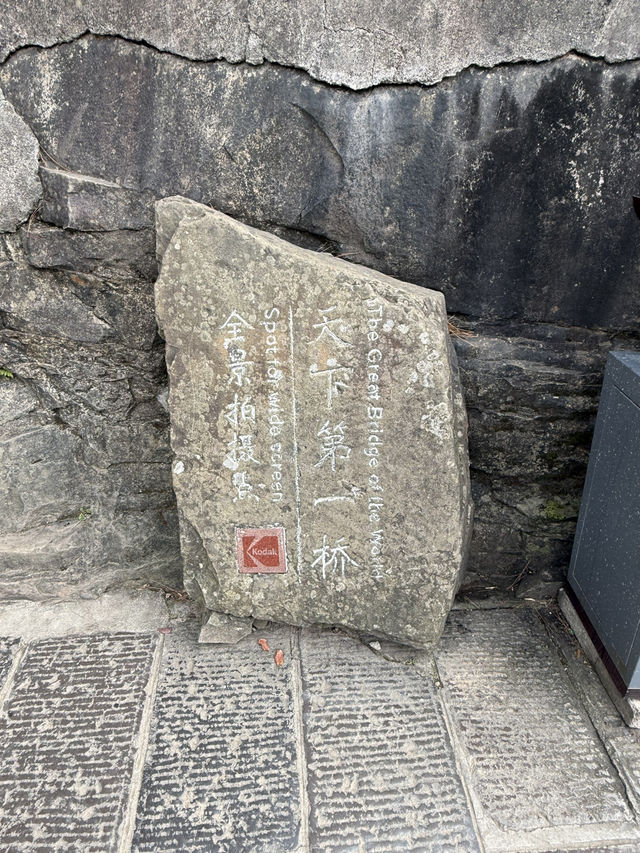 The Great Bridge of the World
天下第一桥
Spot for wide screen
全景拍摄点
Kodak